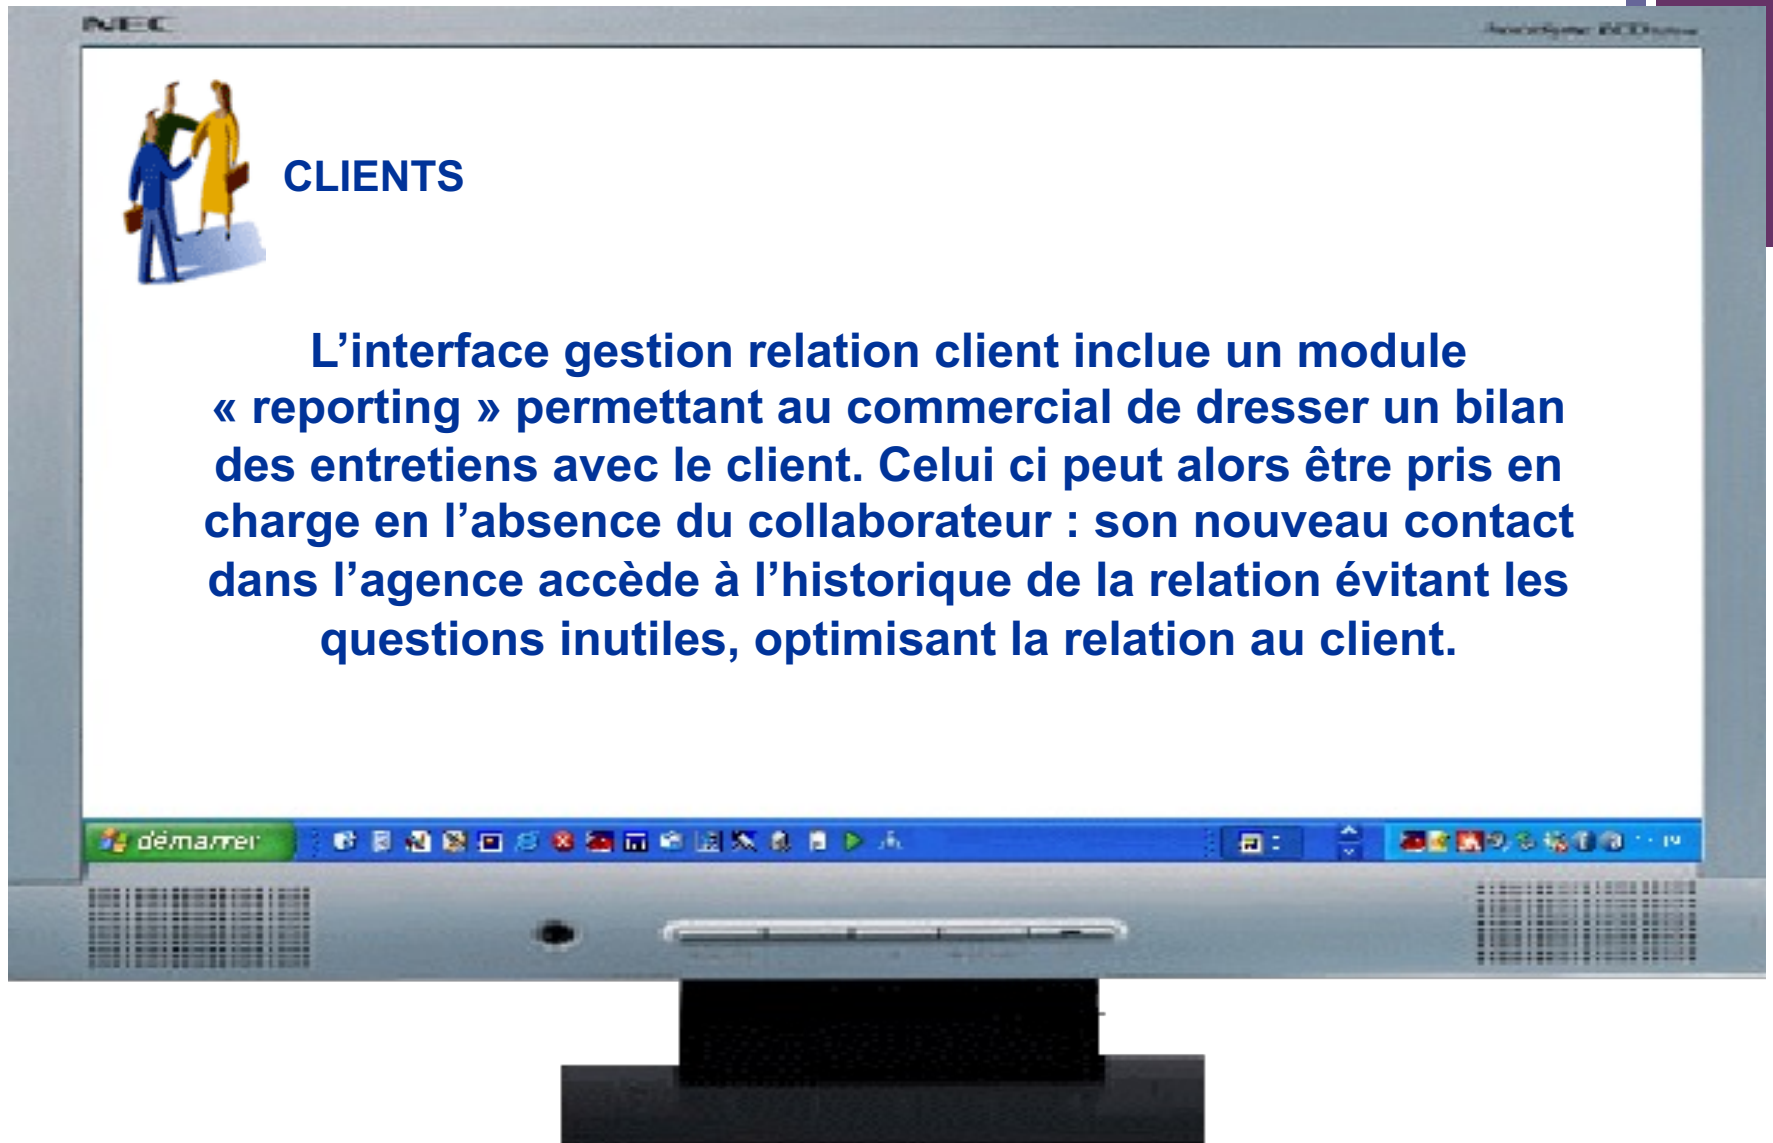 NEC
CLIENTS
L’interface gestion relation client inclue un module
« reporting » permettant au commercial de dresser un bilan
des entretiens avec le client. Celui ci peut alors être pris en
charge en l’absence du collaborateur : son nouveau contact
dans l’agence accède à l’historique de la relation évitant les
questions inutiles, optimisant la relation au client.
démarrer